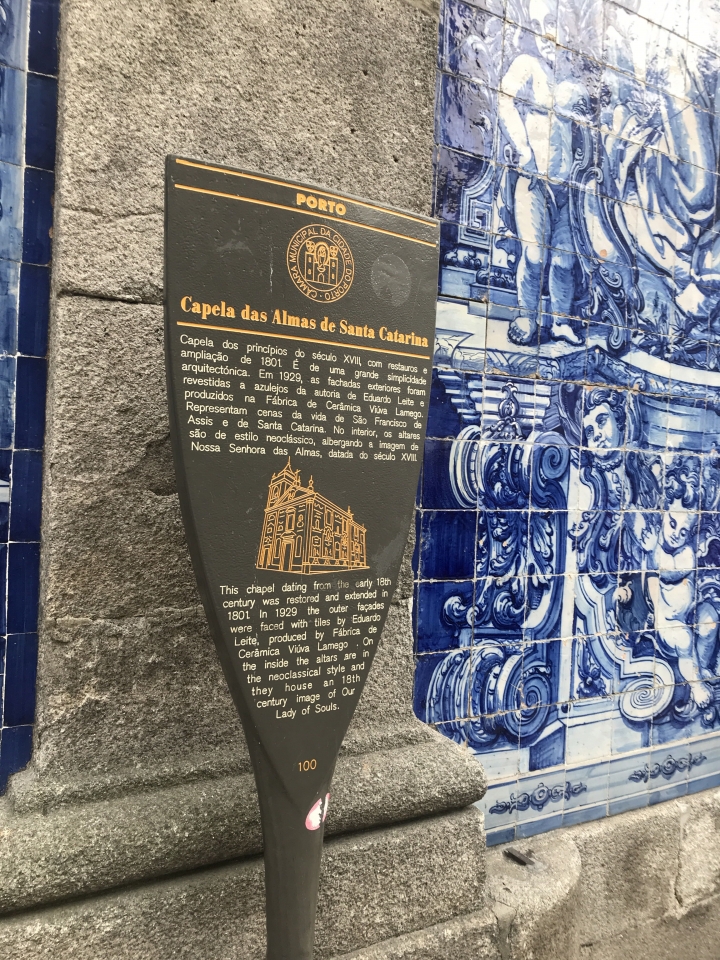 PORTO
CÂMARA MUNICIPAL DA CIDADE DO PORTO
Capela das Almas de Santa Catarina
Capela dos princípios do século XVIII, com restauros e
ampliação de 1801. É de uma grande simplicidade
arquitectónica. Em 1929, as fachadas exteriores foram
revestidas a azulejos da autoria de Eduardo Leite e
produzidos na Fábrica de Cerâmica Viúva Lamego.
Representam cenas da vida de São Francisco de
Assis e de Santa Catarina. No interior, os altares
são de estilo neoclássico, albergando a imagem de
Nossa Senhora das Almas, datada do século XVIII.
This chapel dating from the early 18th
century was restored and extended in
1801. In 1929 the outer façades
were faced with tiles by Eduardo
Leite, produced by Fábrica de
Cerâmica Viúva Lamego . On
the inside the altars are in
the neoclassical style and
they house an 18th
century image of Our
Lady of Souls.
100